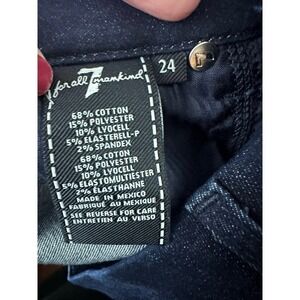 for all 7 mankind
24
68% COTTON
15% POLYESTER
10% LYOCELL
5% ELASTERELL-P
2% SPANDEX
68% COTON
15% POLYESTER
10% LYOCELL
5% ELASTOMULTIESTER
2% ELASTHANNE
MADE IN MEXICO
FABRIQUÉ AU MEXIQUE
SEE REVERSE FOR CARE
ENTRETIEN AU VERSO